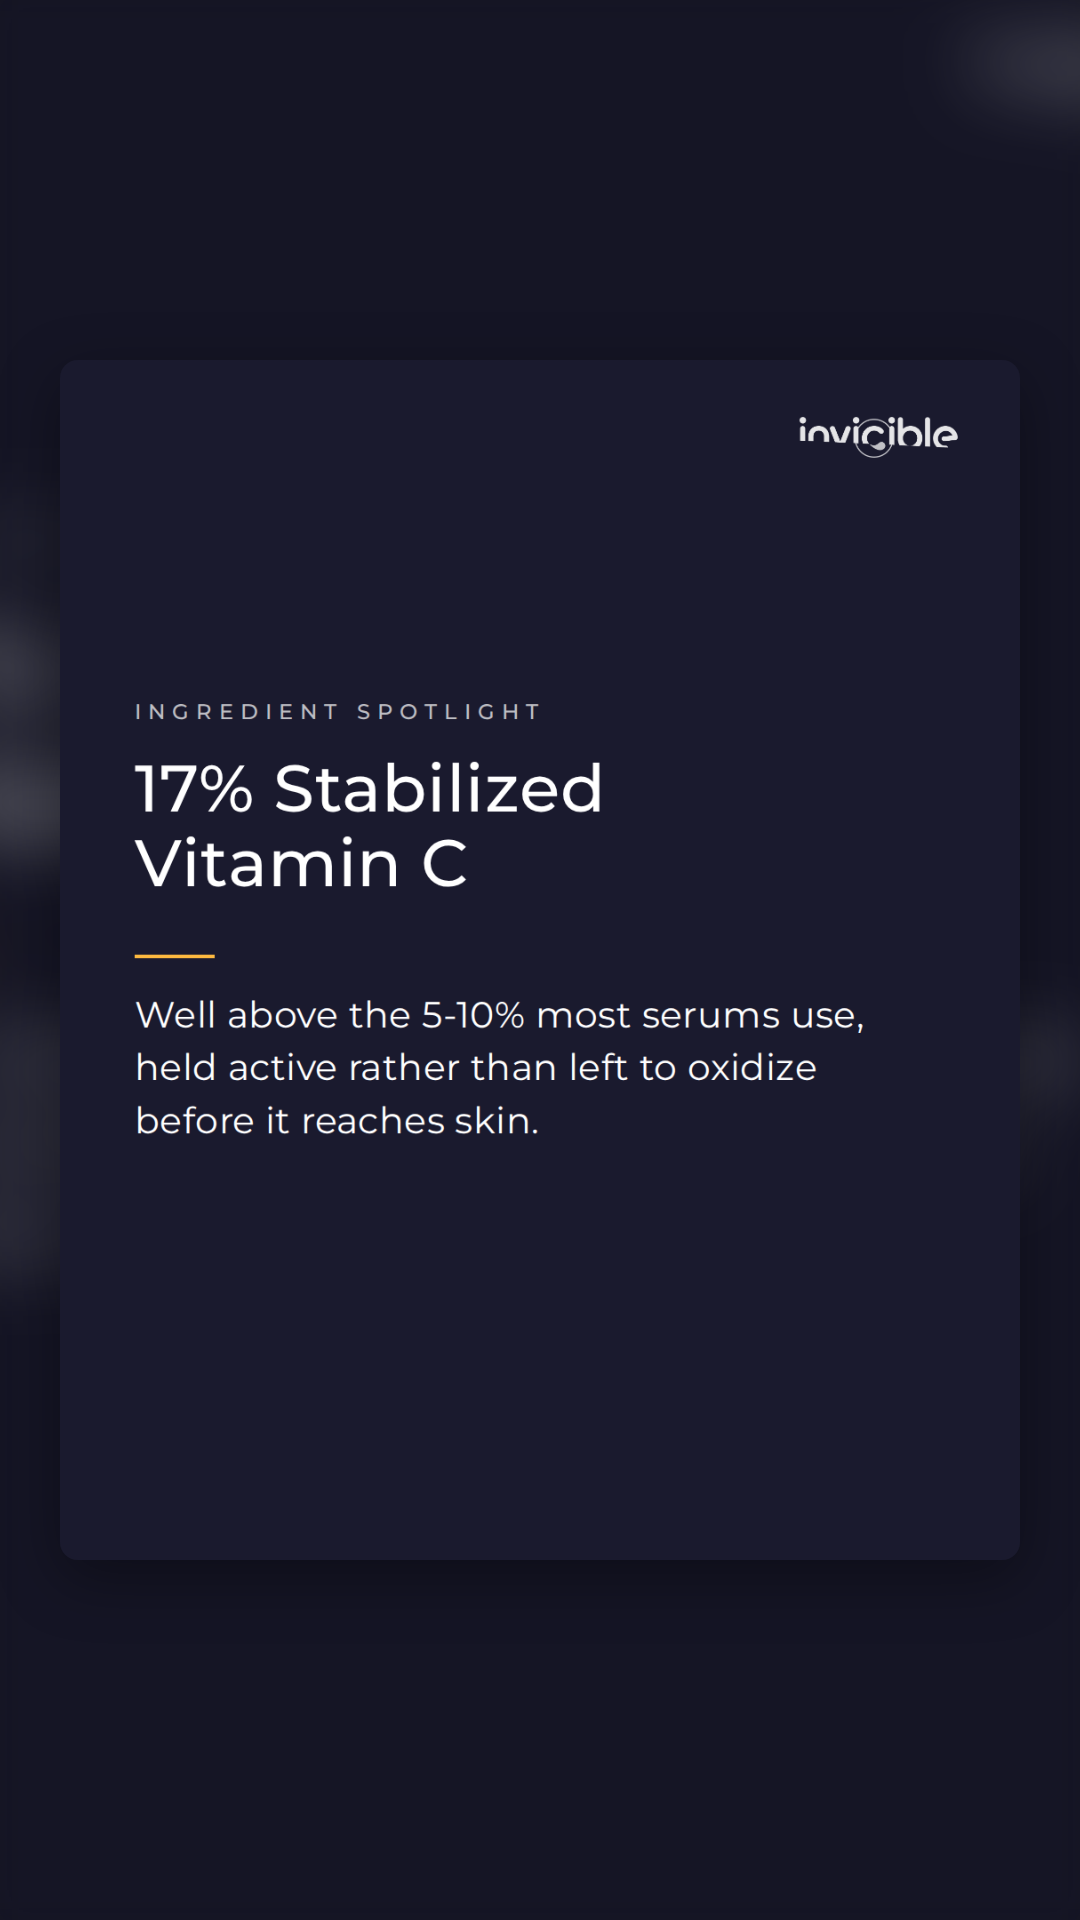 invicible
INGREDIENT SPOTLIGHT
17% Stabilized
Vitamin C
Well above the 5-10% most serums use,
held active rather than left to oxidize
before it reaches skin.